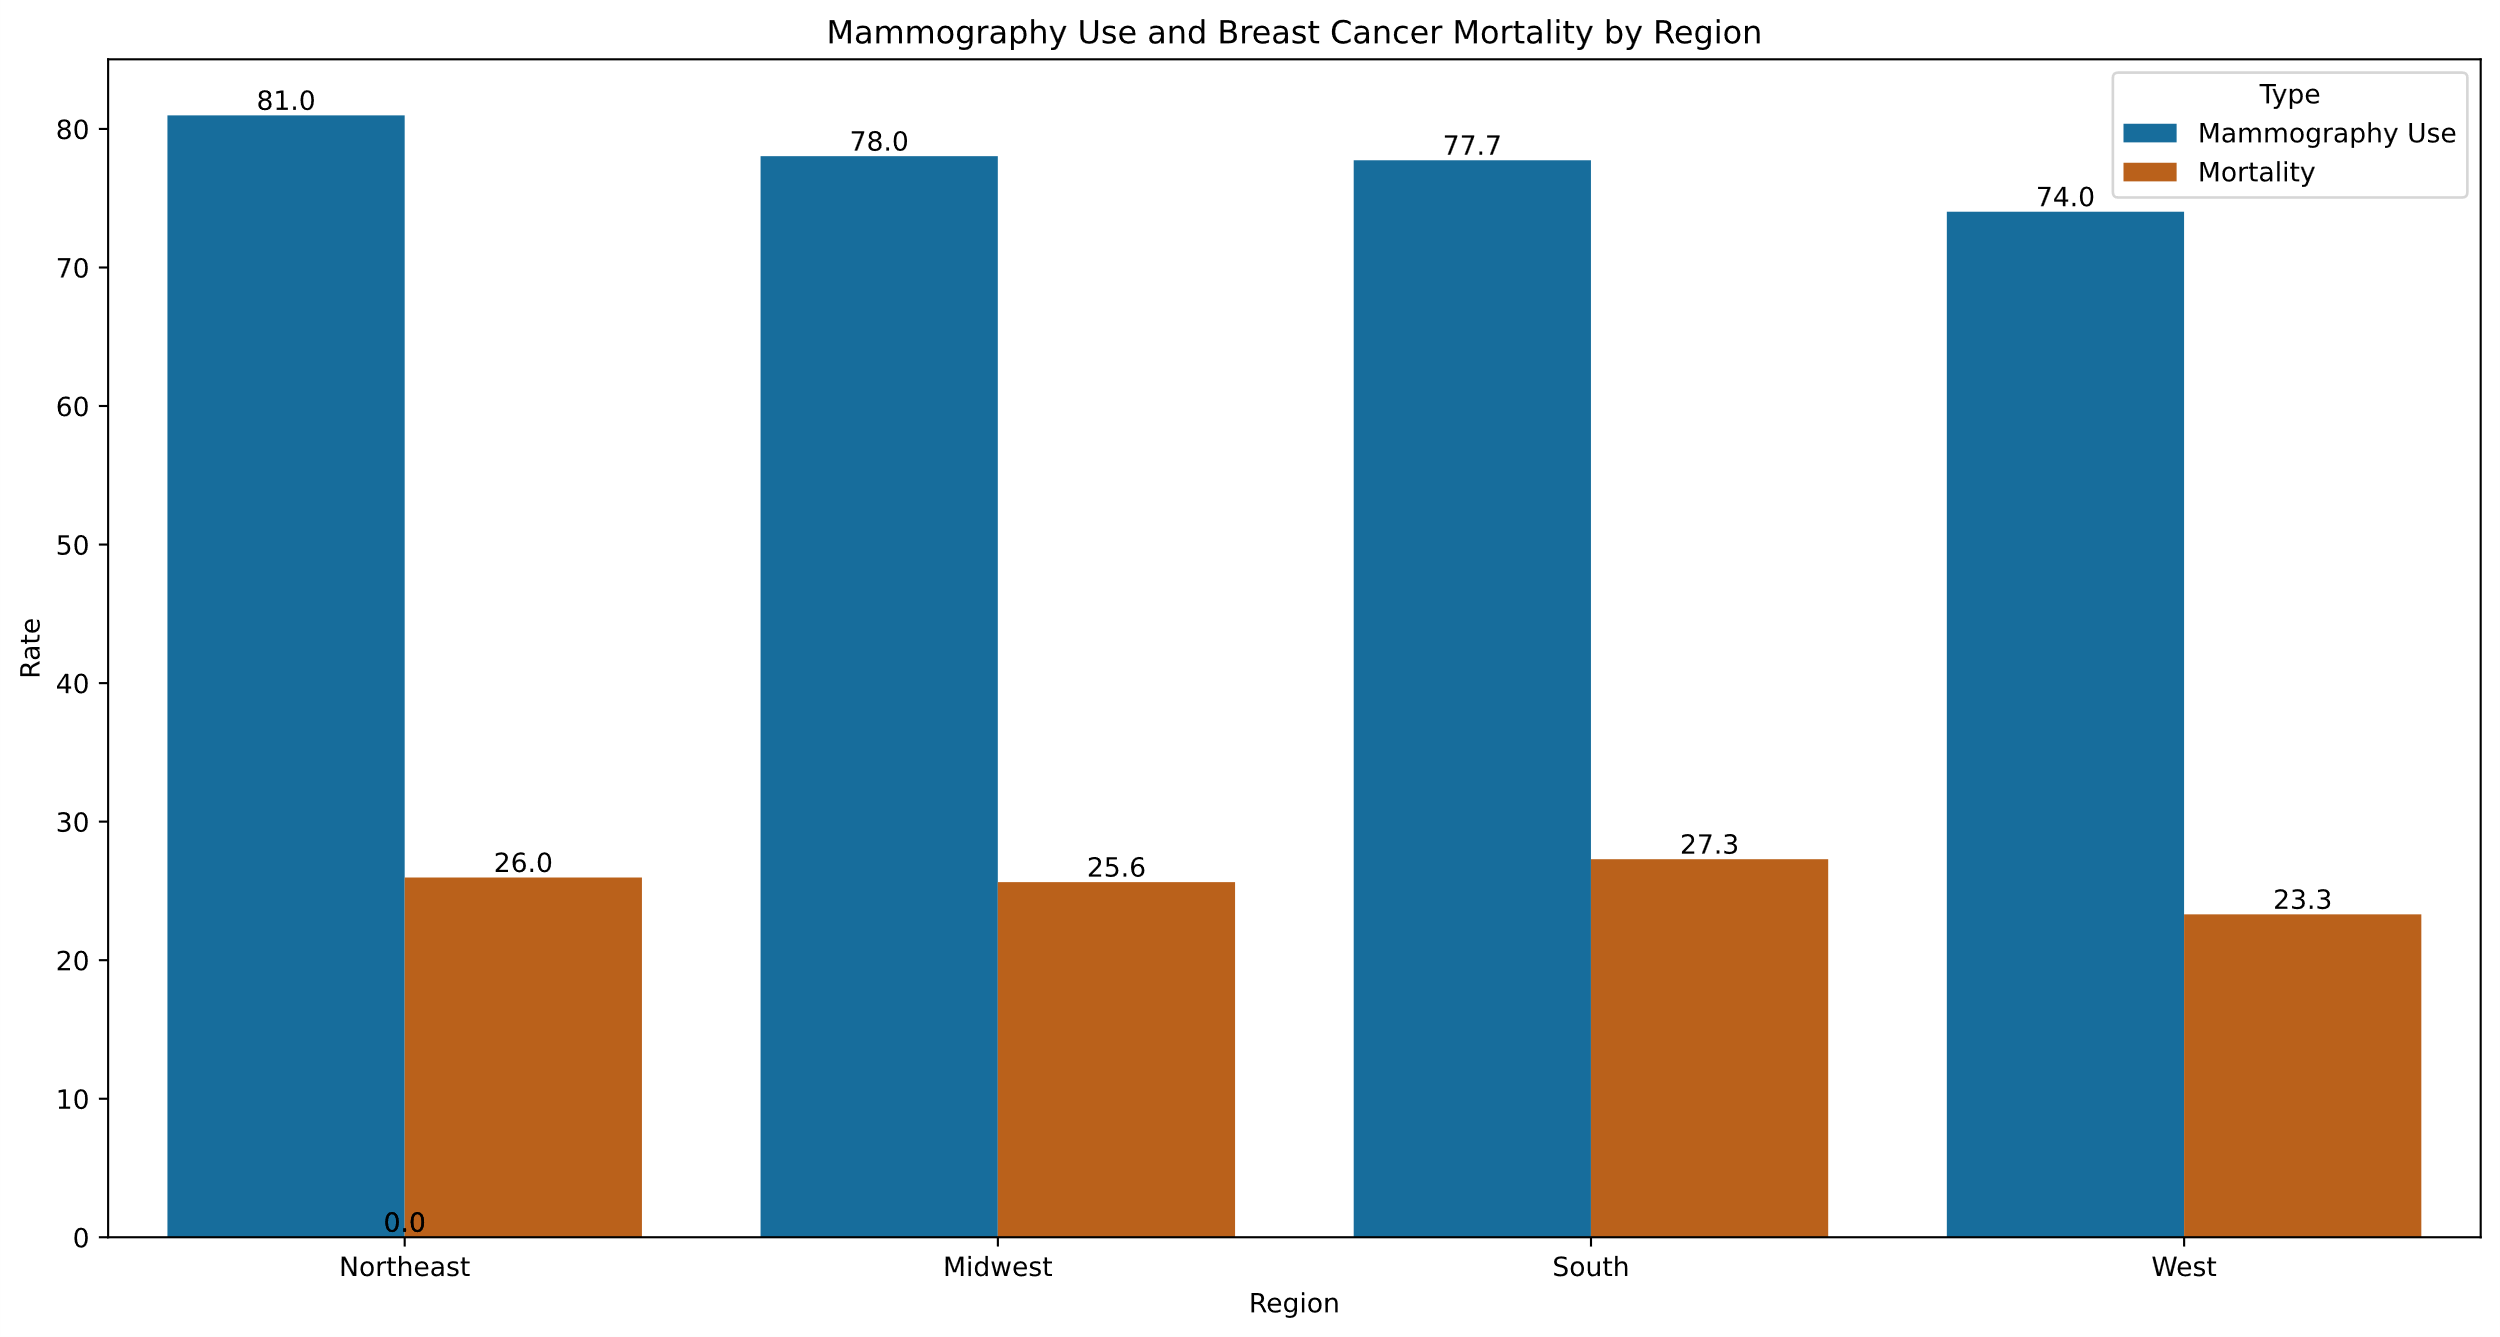 Mammography Use and Breast Cancer Mortality by Region
Type
Mammography Use
Mortality
81.0
78.0
77.7
74.0
26.0
25.6
27.3
23.3
0.0
80
70
60
50
40
30
20
10
0
Rate
Northeast
Midwest
South
West
Region